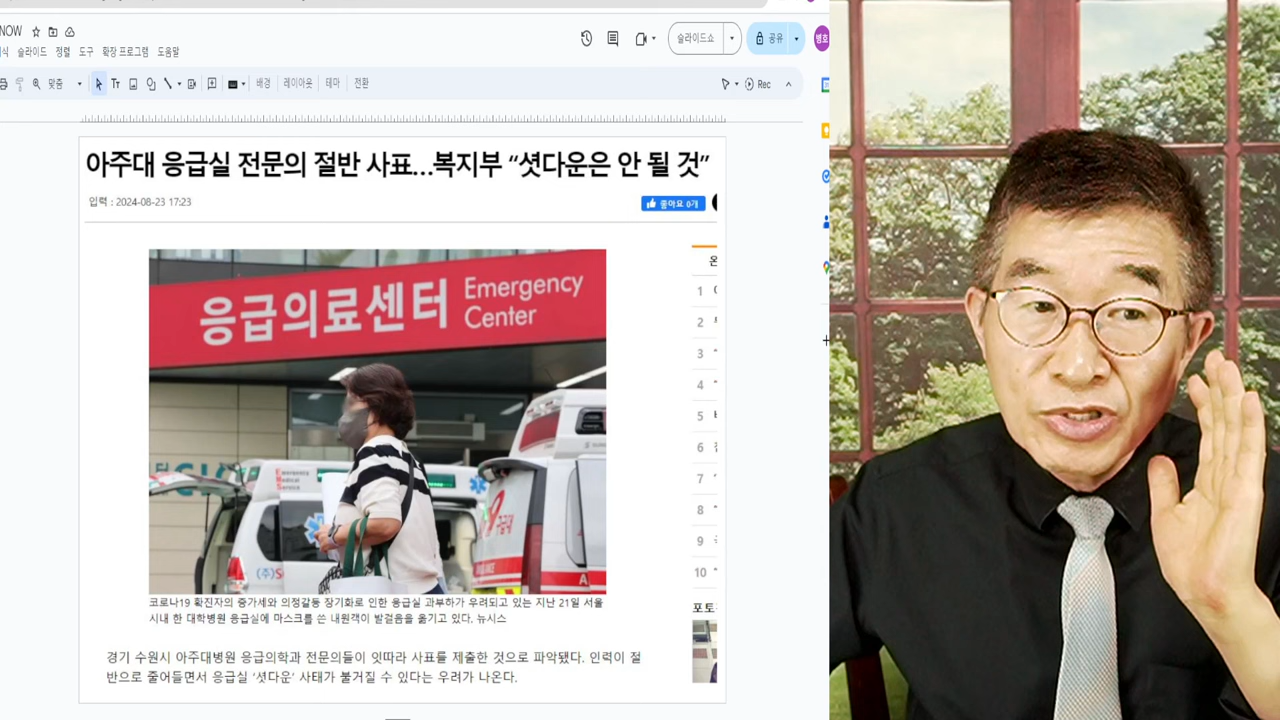 NOW
슬라이드 정렬 도구 확장 프로그램 도움말
슬라이드쇼
공유
병호
맞춤
Tт
배경 레이아웃 테마 전환
Rec
아주대 응급실 전문의 절반 사표…복지부 “셧다운은 안 될 것”
입력 : 2024-08-23 17:23
좋아요 0개
응급의료센터 Emergency Center
Emergency
Medical
Service
구급대
코로나19 확진자의 증가세와 의정갈등 장기화로 인한 응급실 과부하가 우려되고 있는 지난 21일 서울
시내 한 대학병원 응급실에 마스크를 쓴 내원객이 발걸음을 옮기고 있다. 뉴시스
경기 수원시 아주대병원 응급의학과 전문의들이 잇따라 사표를 제출한 것으로 파악됐다. 인력이 절
반으로 줄어들면서 응급실 ‘셧다운’ 사태가 불거질 수 있다는 우려가 나온다.
1
2
3
4
5
6
7
8
9
10
포토